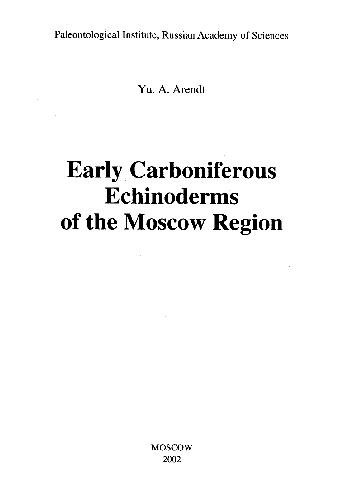 Paleontological Institute, Russian Academy of Sciences
Yu. A. Arendt
Early Carboniferous
Echinoderms
of the Moscow Region
MOSCOW
2002